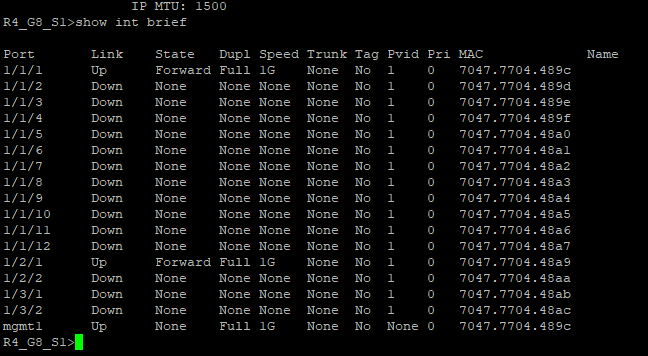 IP MTU: 1500
R4_G8_S1>show int brief
Port Link State Dupl Speed Trunk Tag Pvid Pri MAC Name
1/1/1 Up Forward Full 1G None No 1 0 7047.7704.489c
1/1/2 Down None None None None No 1 0 7047.7704.489d
1/1/3 Down None None None None No 1 0 7047.7704.489e
1/1/4 Down None None None None No 1 0 7047.7704.489f
1/1/5 Down None None None None No 1 0 7047.7704.48a0
1/1/6 Down None None None None No 1 0 7047.7704.48a1
1/1/7 Down None None None None No 1 0 7047.7704.48a2
1/1/8 Down None None None None No 1 0 7047.7704.48a3
1/1/9 Down None None None None No 1 0 7047.7704.48a4
1/1/10 Down None None None None No 1 0 7047.7704.48a5
1/1/11 Down None None None None No 1 0 7047.7704.48a6
1/1/12 Down None None None None No 1 0 7047.7704.48a7
1/2/1 Up Forward Full 1G None No 1 0 7047.7704.48a9
1/2/2 Down None None None None No 1 0 7047.7704.48aa
1/3/1 Down None None None None No 1 0 7047.7704.48ab
1/3/2 Down None None None None No 1 0 7047.7704.48ac
mgmt1 Up None Full 1G None No None 0 7047.7704.489c
R4_G8_S1>